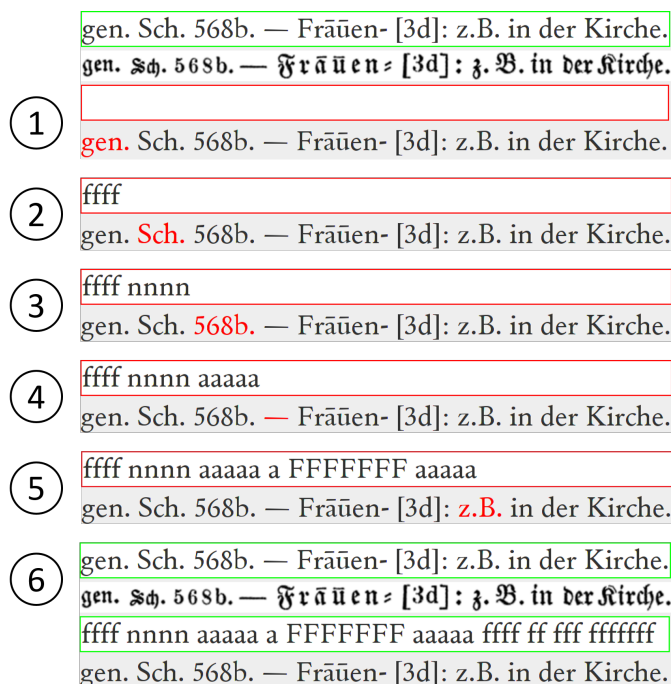 gen. Sch. 568b. — Frāūen- [3d]: z.B. in der Kirche.
gen. Sch. 568b. — Frāūen- [3d]: z. B. in der Kirche.
1
gen. Sch. 568b. — Frāūen- [3d]: z.B. in der Kirche.
2
ffff
gen. Sch. 568b. — Frāūen- [3d]: z.B. in der Kirche.
3
ffff nnnn
gen. Sch. 568b. — Frāūen- [3d]: z.B. in der Kirche.
4
ffff nnnn aaaaa
gen. Sch. 568b. — Frāūen- [3d]: z.B. in der Kirche.
5
ffff nnnn aaaaa a FFFFFFF aaaaa
gen. Sch. 568b. — Frāūen- [3d]: z.B. in der Kirche.
6
gen. Sch. 568b. — Frāūen- [3d]: z.B. in der Kirche.
gen. Sch. 568b. — Frāūen- [3d]: z. B. in der Kirche.
ffff nnnn aaaaa a FFFFFFF aaaaa ffff ff fff fffffff
gen. Sch. 568b. — Frāūen- [3d]: z.B. in der Kirche.